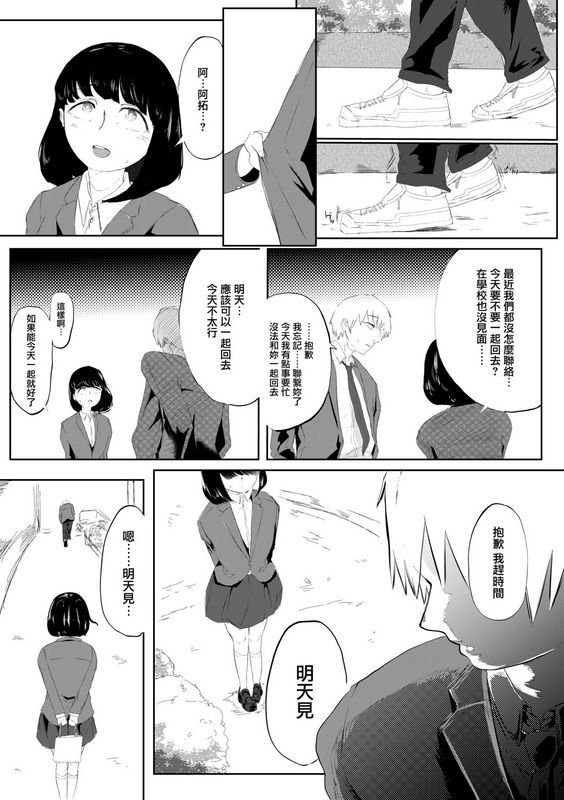 阿…阿拓…?
最近我們都沒怎麼聯絡…
今天要不要一起回去?
在學校也沒見面……
……抱歉
我忘記……聯繫妳了
今天我有點事要忙
沒法和妳一起回去
明天…
應該可以一起回去
今天不太行
這樣啊…
如果能今天一起就好了
抱歉 我趕時間
明天見
嗯……明天見…